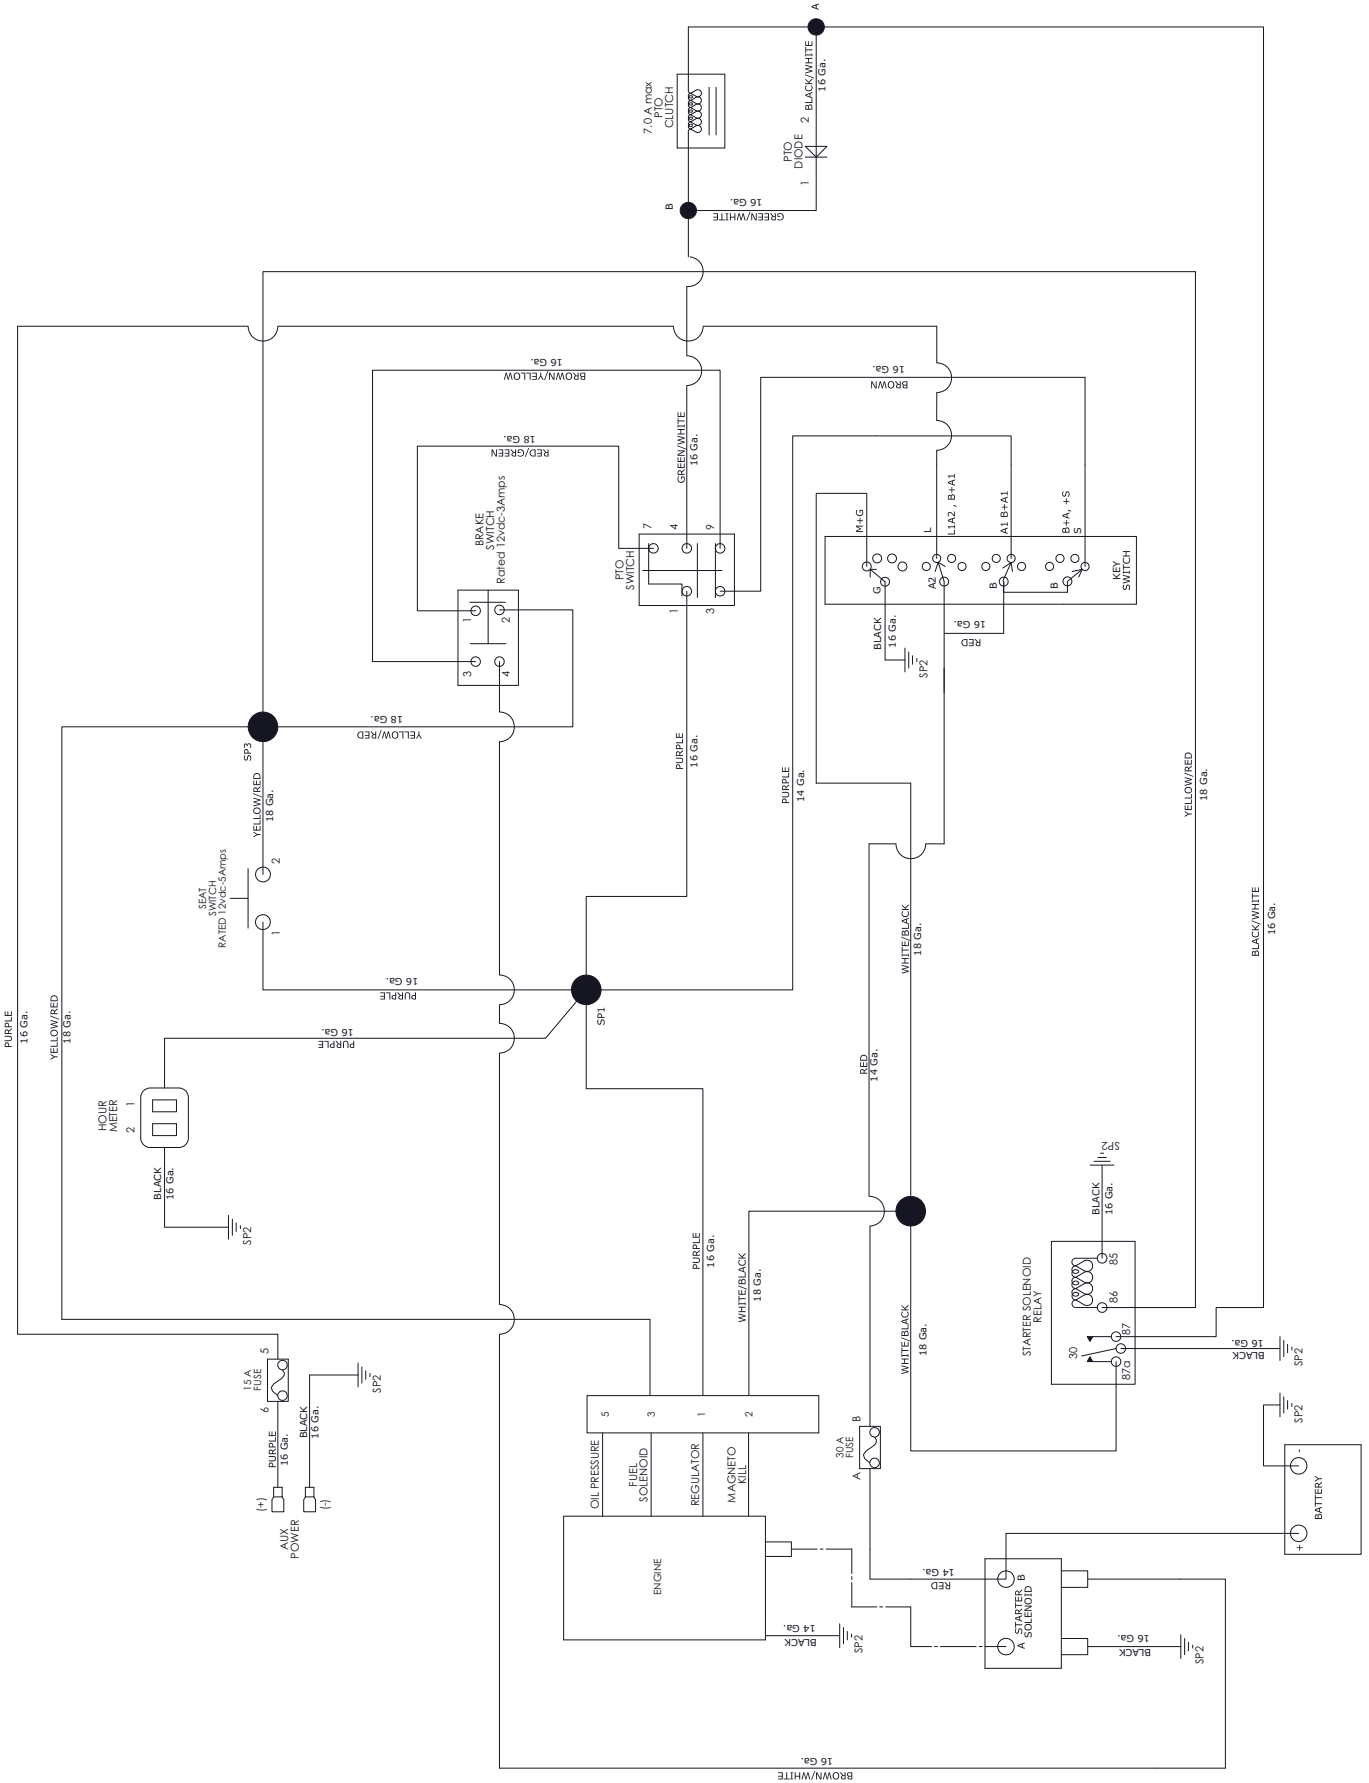 A
BLACK/WHITE
16 Ga.
2
PTO
DIODE
1
7.0 A max
PTO
CLUTCH
B
16 Ga.
GREEN/WHITE
16 Ga.
BROWN/YELLOW
16 Ga.
BROWN
18 Ga.
RED/GREEN
GREEN/WHITE
16 Ga.
BRAKE
SWITCH
Rated 12vdc-3Amps
1
2
3
4
PTO
SWITCH
7
4
9
1
3
M+G
L
L1A2 , B+A1
A1 B+A1
B+A, +S
S
G
A2
B
B
KEY
SWITCH
BLACK
16 Ga.
SP2
16 Ga.
RED
SP3
18 Ga.
YELLOW/RED
YELLOW/RED
18 Ga.
PURPLE
16 Ga.
PURPLE
14 Ga.
YELLOW/RED
18 Ga.
SEAT
SWITCH
RATED 12vdc-5Amps
2
1
WHITE/BLACK
18 Ga.
BLACK/WHITE
16 Ga.
16 Ga.
PURPLE
SP1
16 Ga.
PURPLE
PURPLE
16 Ga.
YELLOW/RED
18 Ga.
RED
14 Ga.
HOUR
METER
1
2
BLACK
16 Ga.
SP2
PURPLE
16 Ga.
WHITE/BLACK
18 Ga.
WHITE/BLACK
18 Ga.
SP2
BLACK
16 Ga.
STARTER SOLENOID
RELAY
85
86
87
30
87a
16 Ga.
BLACK
SP2
15 A
FUSE
5
6
PURPLE
16 Ga.
BLACK
16 Ga.
SP2
(+)
(-)
AUX
POWER
5
3
1
2
OIL PRESSURE
FUEL
SOLENOID
REGULATOR
MAGNETO
KILL
30 A
FUSE
B
A
SP2
-
+
BATTERY
ENGINE
14 Ga.
BLACK
SP2
14 Ga.
RED
B
A
STARTER
SOLENOID
16 Ga.
BLACK
SP2
16 Ga.
BROWN/WHITE